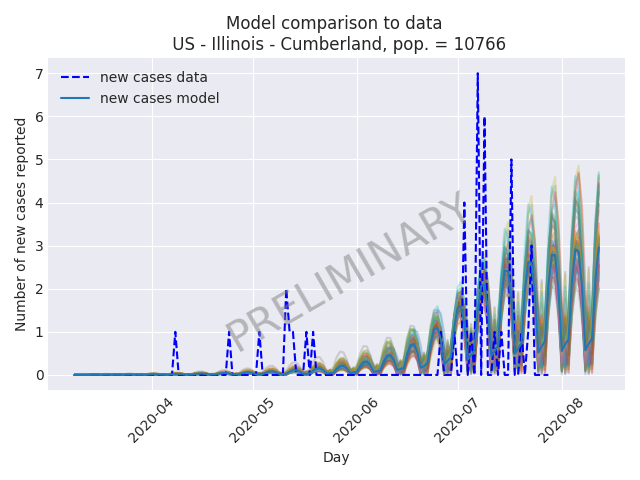 Model comparison to data
US - Illinois - Cumberland, pop. = 10766
new cases data
new cases model
7
6
5
4
3
2
1
0
Number of new cases reported
PRELIMINARY
2020-04
2020-05
2020-06
2020-07
2020-08
Day